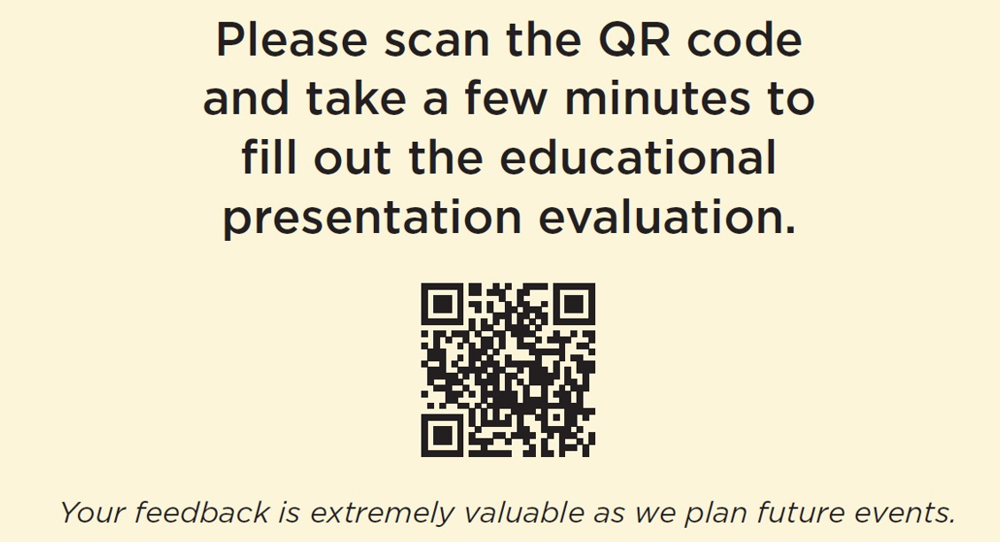 Please scan the QR code
and take a few minutes to
fill out the educational
presentation evaluation.
Your feedback is extremely valuable as we plan future events.